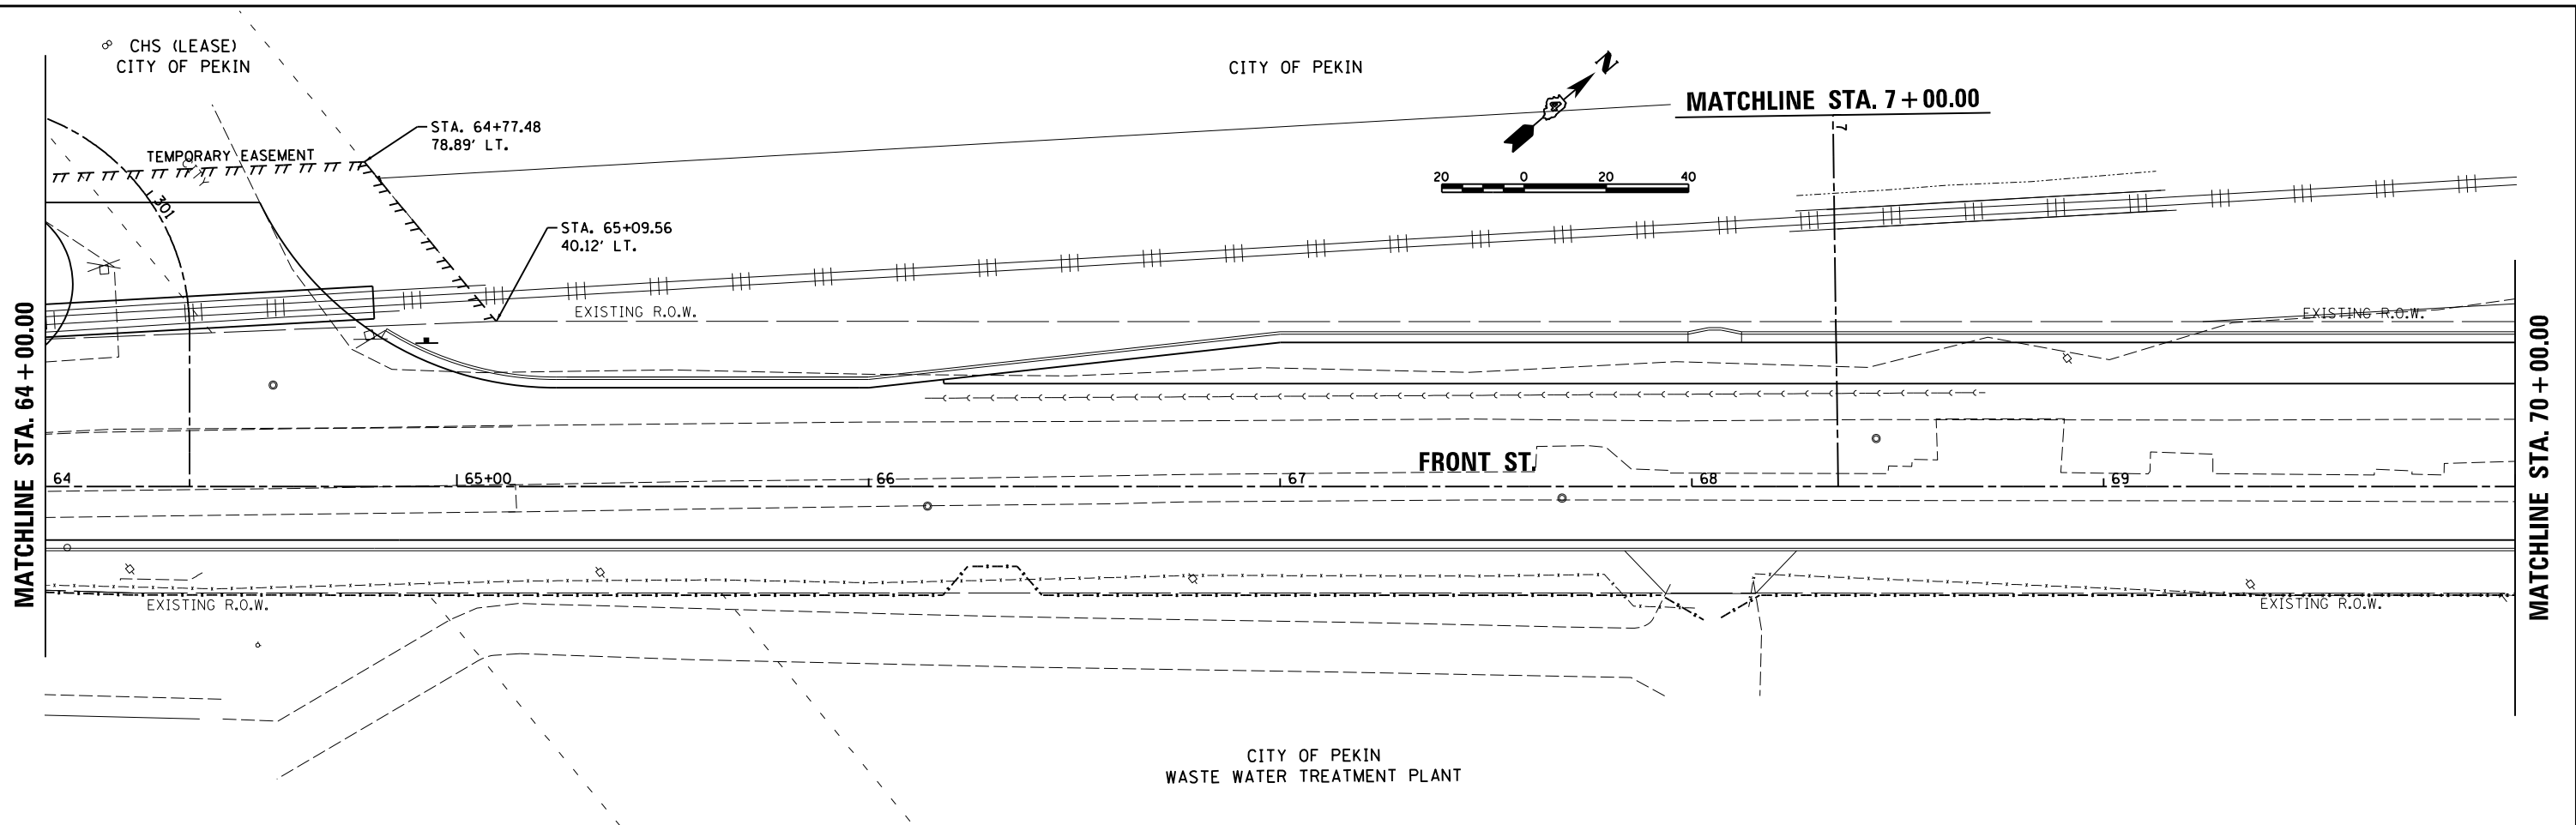 CHS (LEASE)
CITY OF PEKIN
CITY OF PEKIN
N
MATCHLINE STA. 7+00.00
7
STA. 64+77.48
78.89' LT.
TEMPORARY EASEMENT
301
20 0 20 40
STA. 65+09.56
40.12' LT.
EXISTING R.O.W.
EXISTING R.O.W.
MATCHLINE STA. 64+00.00
MATCHLINE STA. 70+00.00
FRONT ST.
64 65+00 66 67 68 69
EXISTING R.O.W.
EXISTING R.O.W.
CITY OF PEKIN
WASTE WATER TREATMENT PLANT